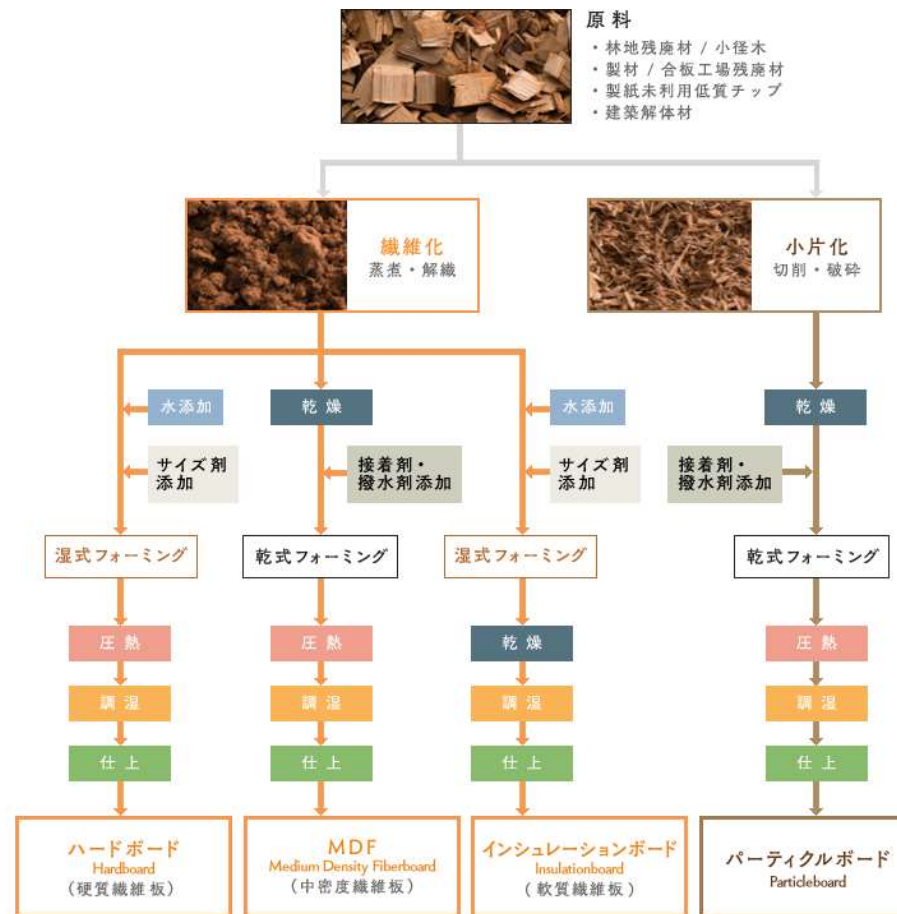 原料
・林地残廃材 / 小径木
・製材 / 合板工場残廃材
・製紙未利用低質チップ
・建築解体材
繊維化
蒸煮・解繊
小片化
切削・破砕
水添加
乾燥
水添加
乾燥
サイズ剤
添加
接着剤・
撥水剤添加
サイズ剤
添加
接着剤・
撥水剤添加
湿式フォーミング
乾式フォーミング
湿式フォーミング
乾式フォーミング
圧熱
圧熱
乾燥
圧熱
調湿
調湿
調湿
調湿
仕上
仕上
仕上
仕上
ハードボード
Hardboard
(硬質繊維板)
MDF
Medium Density Fiberboard
(中密度繊維板)
インシュレーションボード
Insulationboard
(軟質繊維板)
パーティクルボード
Particleboard